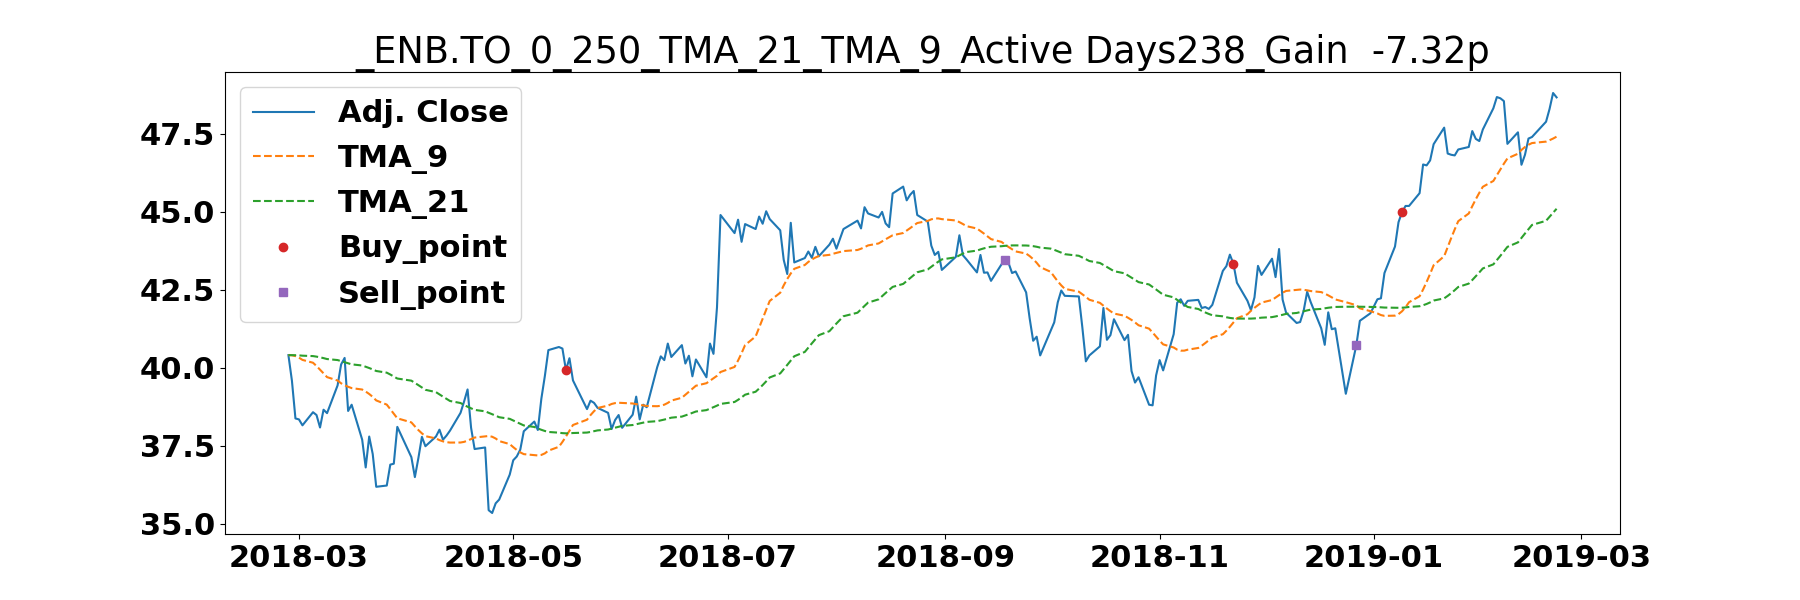 _ENB.TO_0_250_TMA_21_TMA_9_Active Days238_Gain  -7.32p
Adj. Close
TMA_9
TMA_21
Buy_point
Sell_point
47.5
45.0
42.5
40.0
37.5
35.0
2018-03 2018-05 2018-07 2018-09 2018-11 2019-01 2019-03